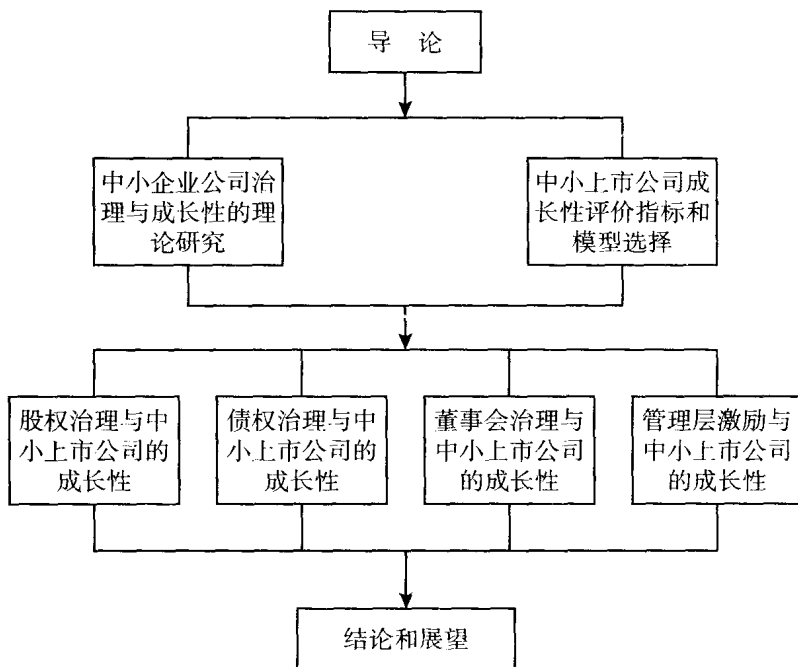 导 论
中小企业公司治
理与成长性的理
论研究
中小上市公司成
长性评价指标和
模型选择
股权治理与中
小上市公司的
成长性
债权治理与中
小上市公司的
成长性
董事会治理与
中小上市公司
的成长性
管理层激励与
中小上市公司
的成长性
结论和展望